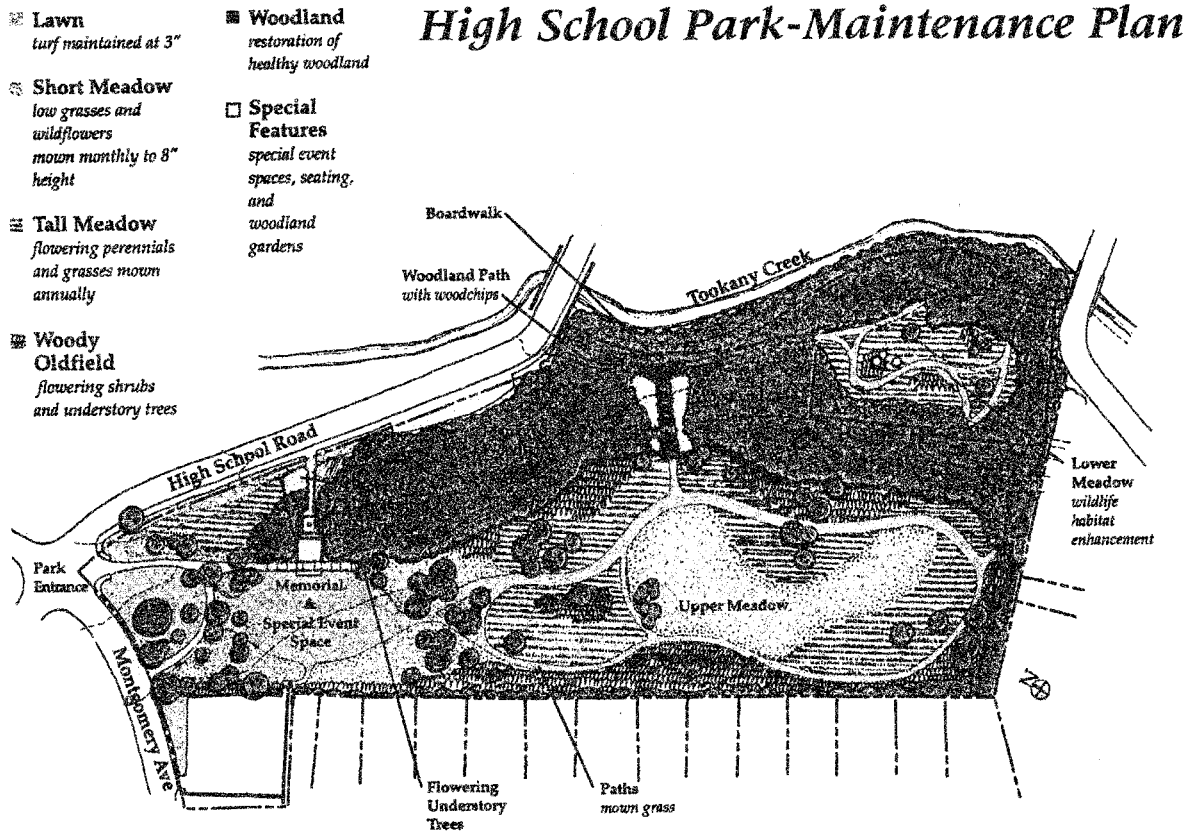 High School Park-Maintenance Plan
Lawn
turf maintained at 3"
Short Meadow
low grasses and
wildflowers
mown monthly to 8"
height
Tall Meadow
flowering perennials
and grasses mown
annually
Woody
Oldfield
flowering shrubs
and understory trees
Woodland
restoration of
healthy woodland
Special
Features
special event
spaces, seating,
and
woodland
gardens
Boardwalk
Woodland Path
with woodchips
Tookany Creek
High School Road
Lower
Meadow
wildlife
habitat
enhancement
Park
Entrance
Memorial
&
Special Event
Space
Upper Meadow
Montgomery Ave
N
Flowering
Understory
Trees
Paths
mown grass